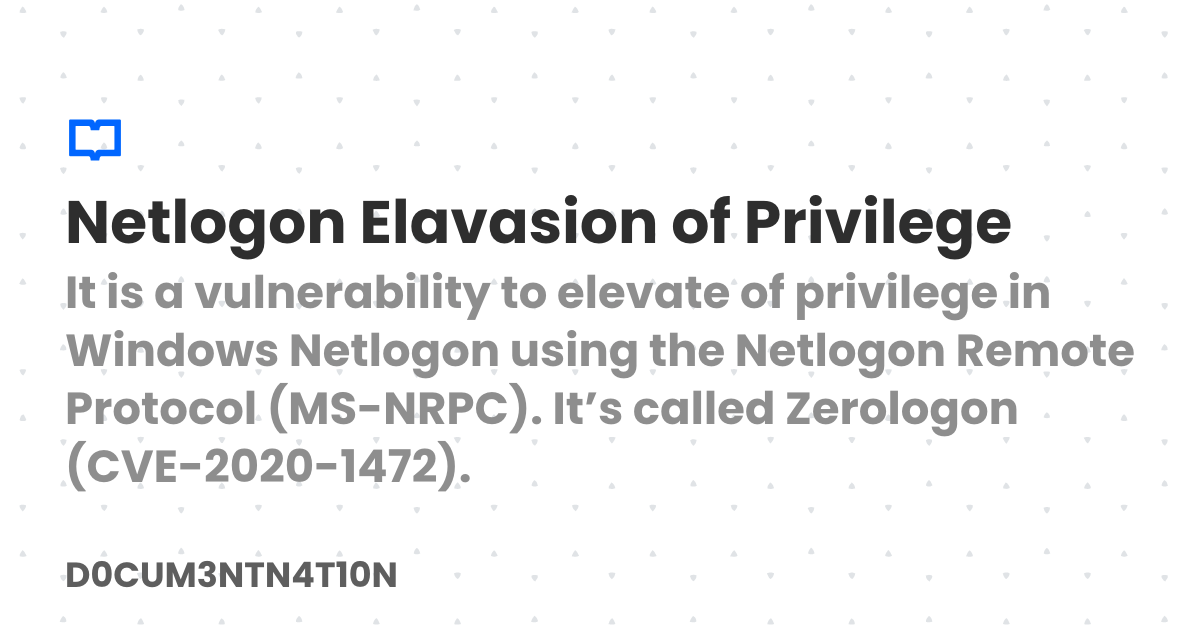 Netlogon Elavasion of Privilege
It is a vulnerability to elevate of privilege in
Windows Netlogon using the Netlogon Remote
Protocol (MS-NRPC). It’s called Zerologon
(CVE-2020-1472).
D0CUM3NTN4T10N